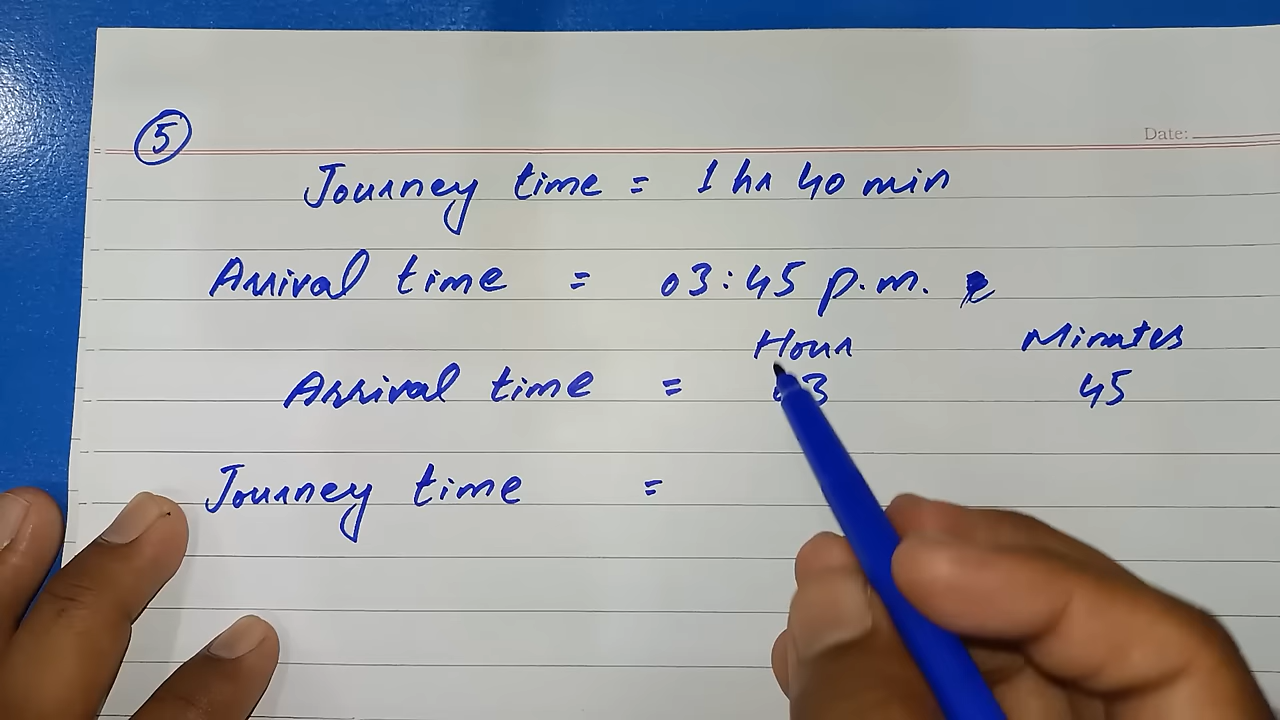 5
Date:
Journey time = 1 hr 40 min
Arrival time = 03:45 p.m.
Hour Minutes
Arrival time = 03 45
Journey time =